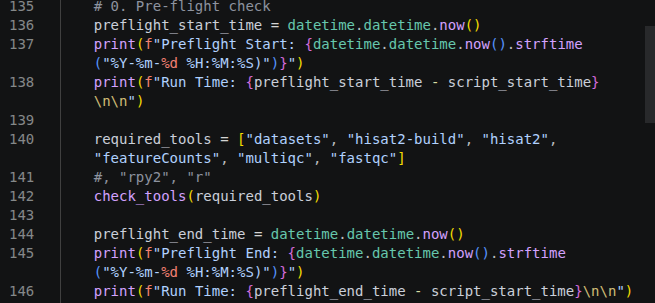 135 # 0. Pre-flight check
136 preflight_start_time = datetime.datetime.now()
137 print(f"Preflight Start: {datetime.datetime.now().strftime
("%Y-%m-%d %H:%M:%S)")}")
138 print(f"Run Time: {preflight_start_time - script_start_time}
\n\n")
139
140 required_tools = ["datasets", "hisat2-build", "hisat2",
"featureCounts", "multiqc", "fastqc"]
141 #, "rpy2", "r"
142 check_tools(required_tools)
143
144 preflight_end_time = datetime.datetime.now()
145 print(f"Preflight End: {datetime.datetime.now().strftime
("%Y-%m-%d %H:%M:%S)")}")
146 print(f"Run Time: {preflight_end_time - script_start_time}\n\n")